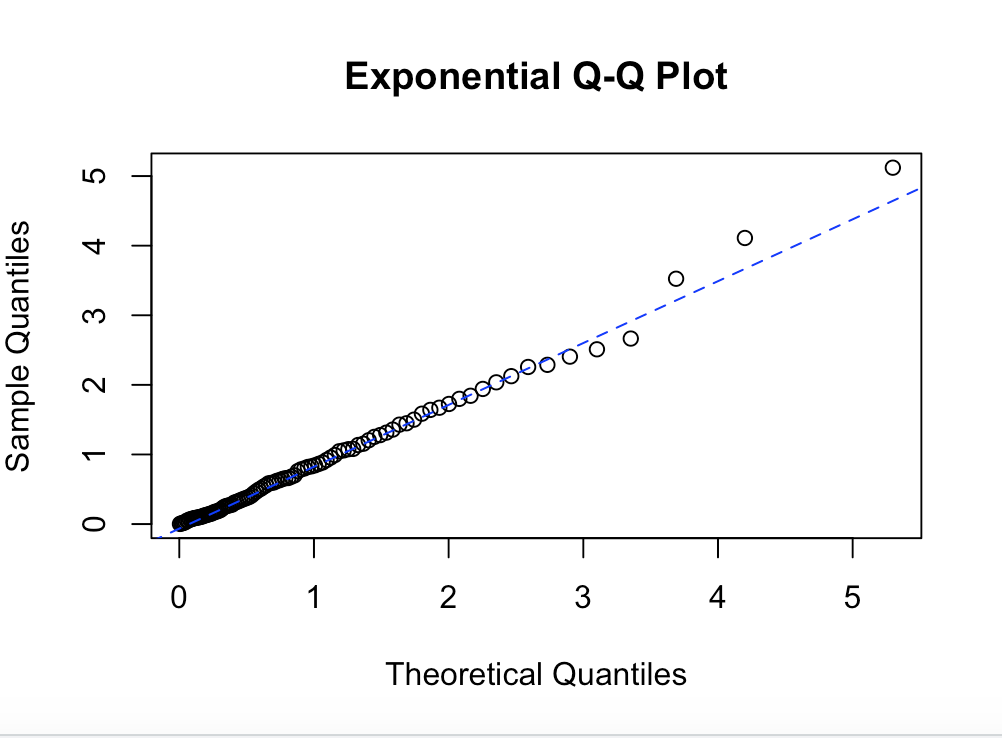 Exponential Q-Q Plot
Sample Quantiles
5
4
3
2
1
0
0 1 2 3 4 5
Theoretical Quantiles